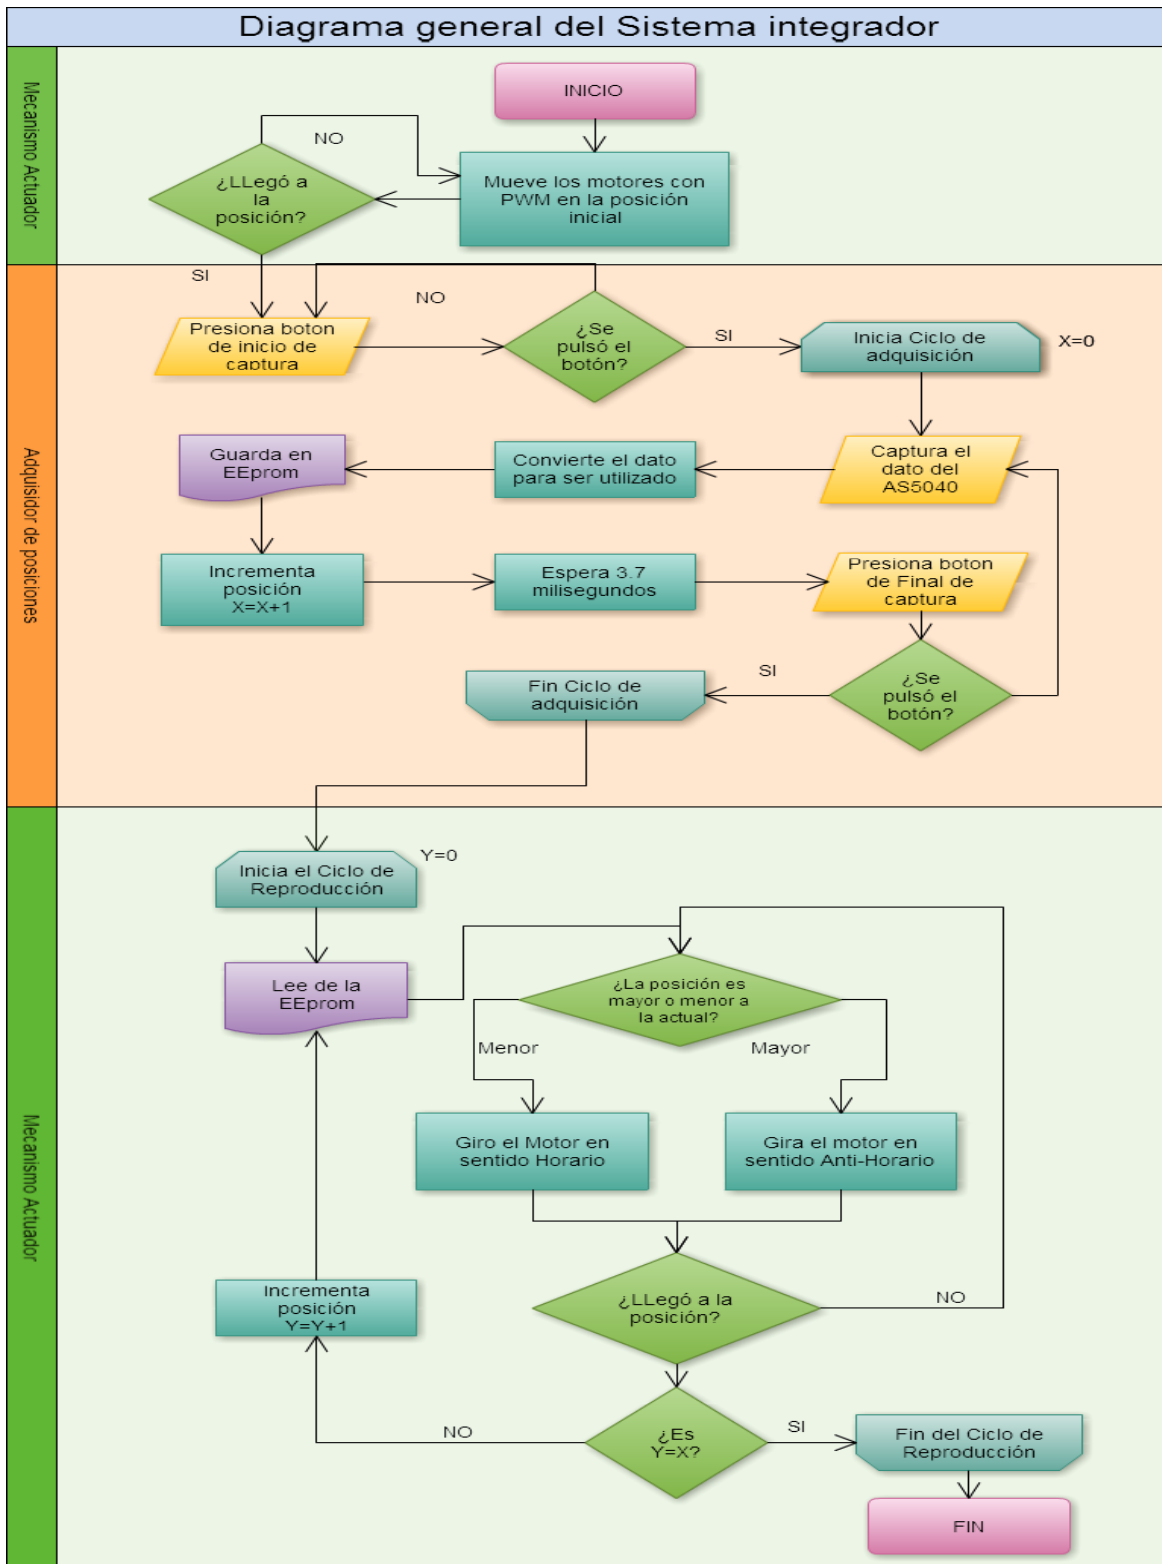 Diagrama general del Sistema integrador
Mecanismo Actuador
INICIO
NO
¿LLegó a
la
posición?
Mueve los motores con
PWM en la posición
inicial
SI
Adquisidor de posiciones
NO
Presiona boton
de inicio de
captura
¿Se
pulsó el
botón?
SI
Inicia Ciclo de
adquisición
X=0
Guarda en
EEprom
Convierte el dato
para ser utilizado
Captura el
dato del
AS5040
Incrementa
posición
X=X+1
Espera 3.7
milisegundos
Presiona boton
de Final de
captura
Fin Ciclo de
adquisición
SI
¿Se
pulsó el
botón?
Mecanismo Actuador
Inicia el Ciclo de
Reproducción
Y=0
Lee de la
EEprom
¿La posición es
mayor o menor a
la actual?
Menor
Mayor
Giro el Motor en
sentido Horario
Gira el motor en
sentido Anti-Horario
Incrementa
posición
Y=Y+1
¿LLegó a la
posición?
NO
NO
¿Es
Y=X?
SI
Fin del Ciclo de
Reproducción
FIN